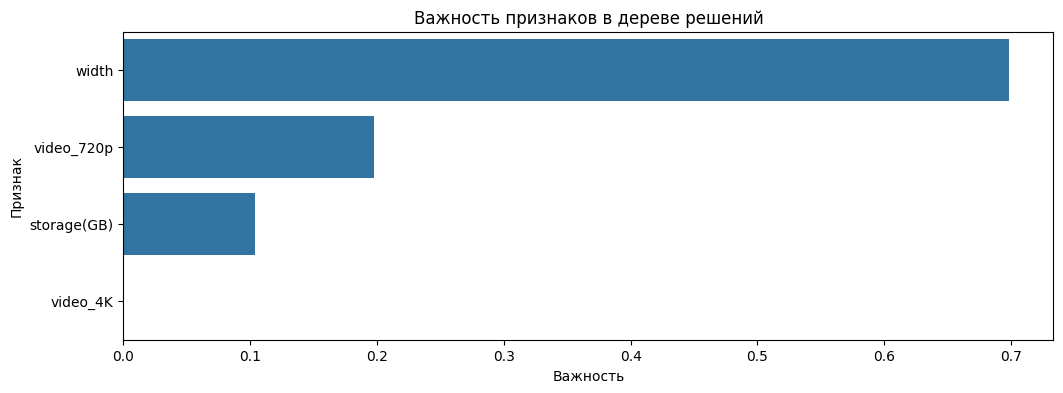 Важность признаков в дереве решений
Признак
width
video_720p
storage(GB)
video_4K
0.0 0.1 0.2 0.3 0.4 0.5 0.6 0.7
Важность